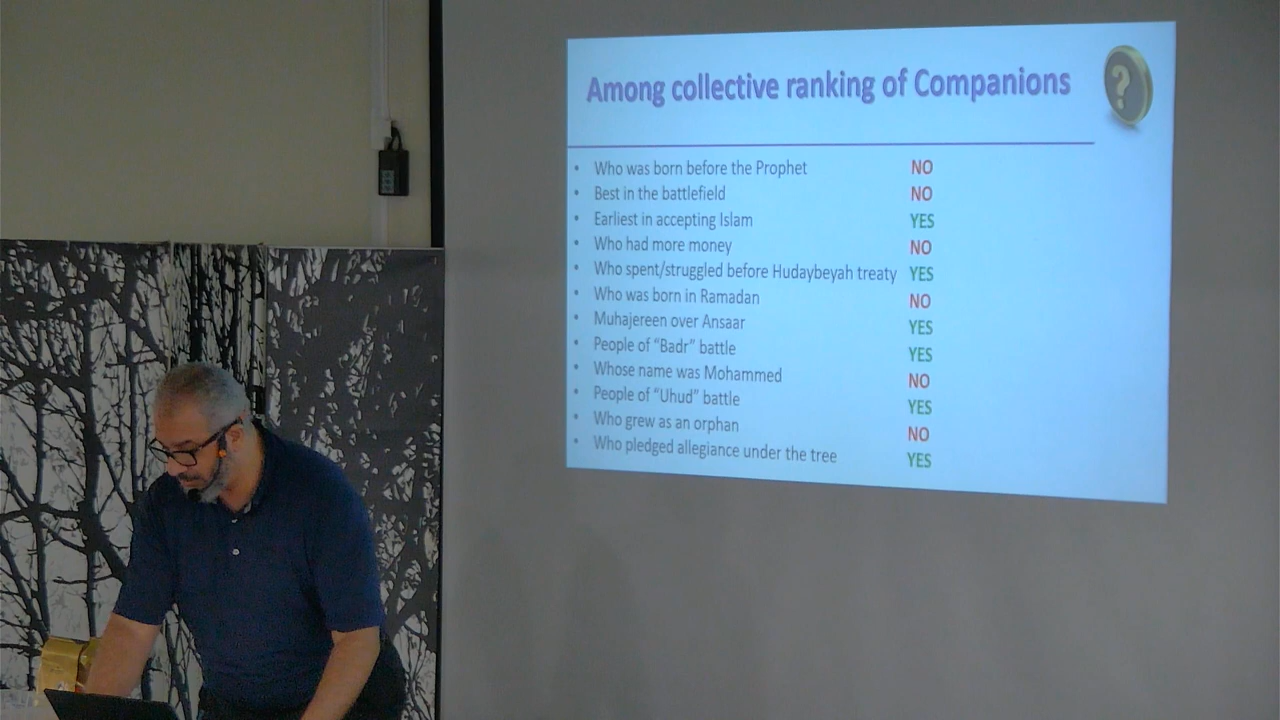 Among collective ranking of Companions
?
• Who was born before the Prophet NO
• Best in the battlefield NO
• Earliest in accepting Islam YES
• Who had more money NO
• Who spent/struggled before Hudaybeyah treaty YES
• Who was born in Ramadan NO
• Muhajereen over Ansaar YES
• People of “Badr” battle YES
• Whose name was Mohammed NO
• People of “Uhud” battle YES
• Who grew as an orphan NO
• Who pledged allegiance under the tree YES